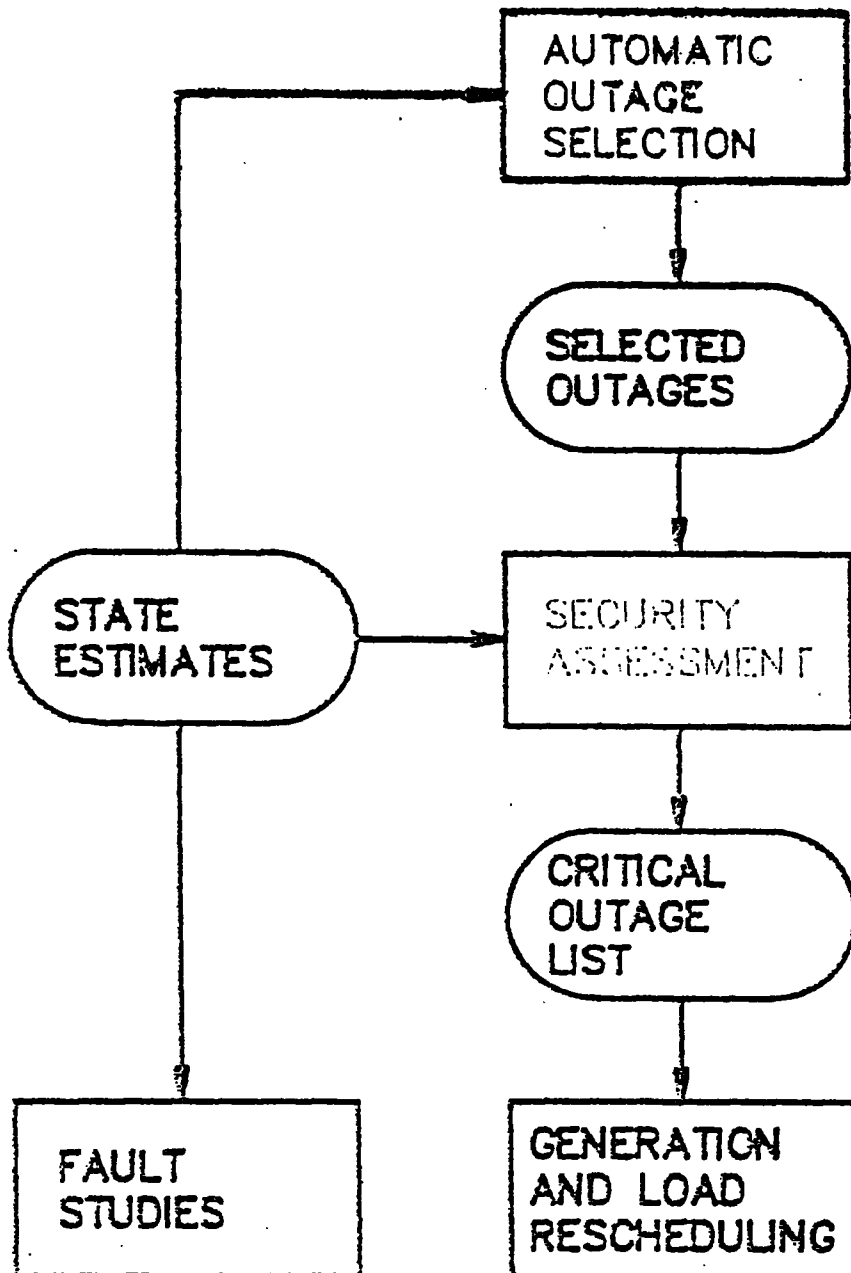 AUTOMATIC
OUTAGE
SELECTION
SELECTED
OUTAGES
STATE
ESTIMATES
SECURITY
ASSESSMENT
CRITICAL
OUTAGE
LIST
FAULT
STUDIES
GENERATION
AND LOAD
RESCHEDULING